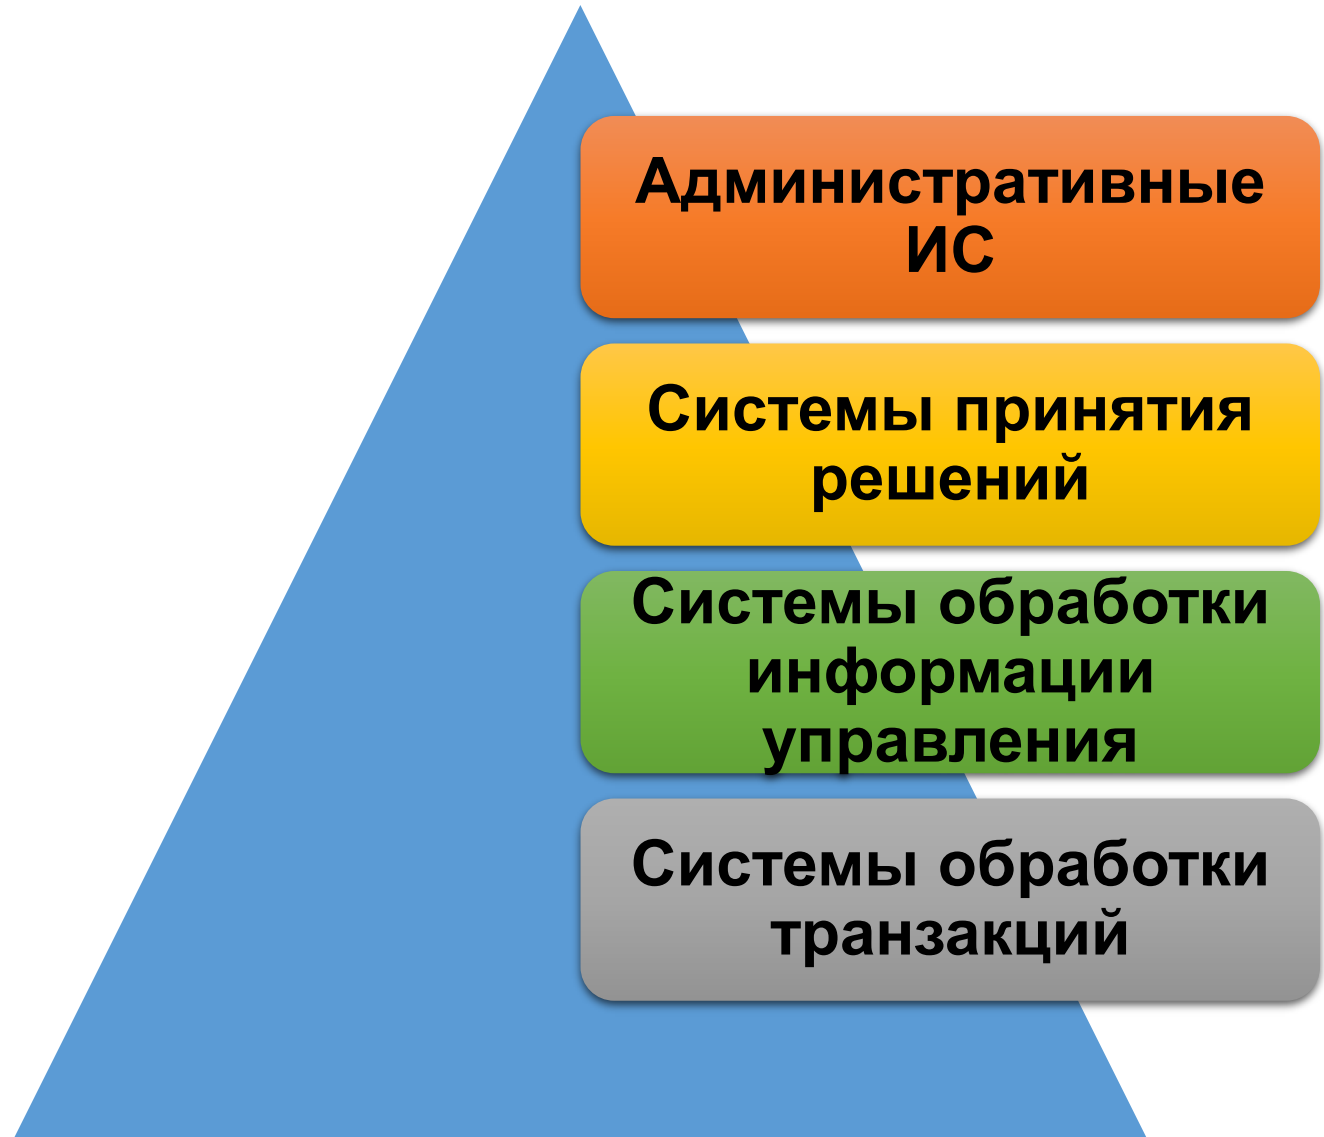 Административные
ИС
Системы принятия
решений
Системы обработки
информации
управления
Системы обработки
транзакций